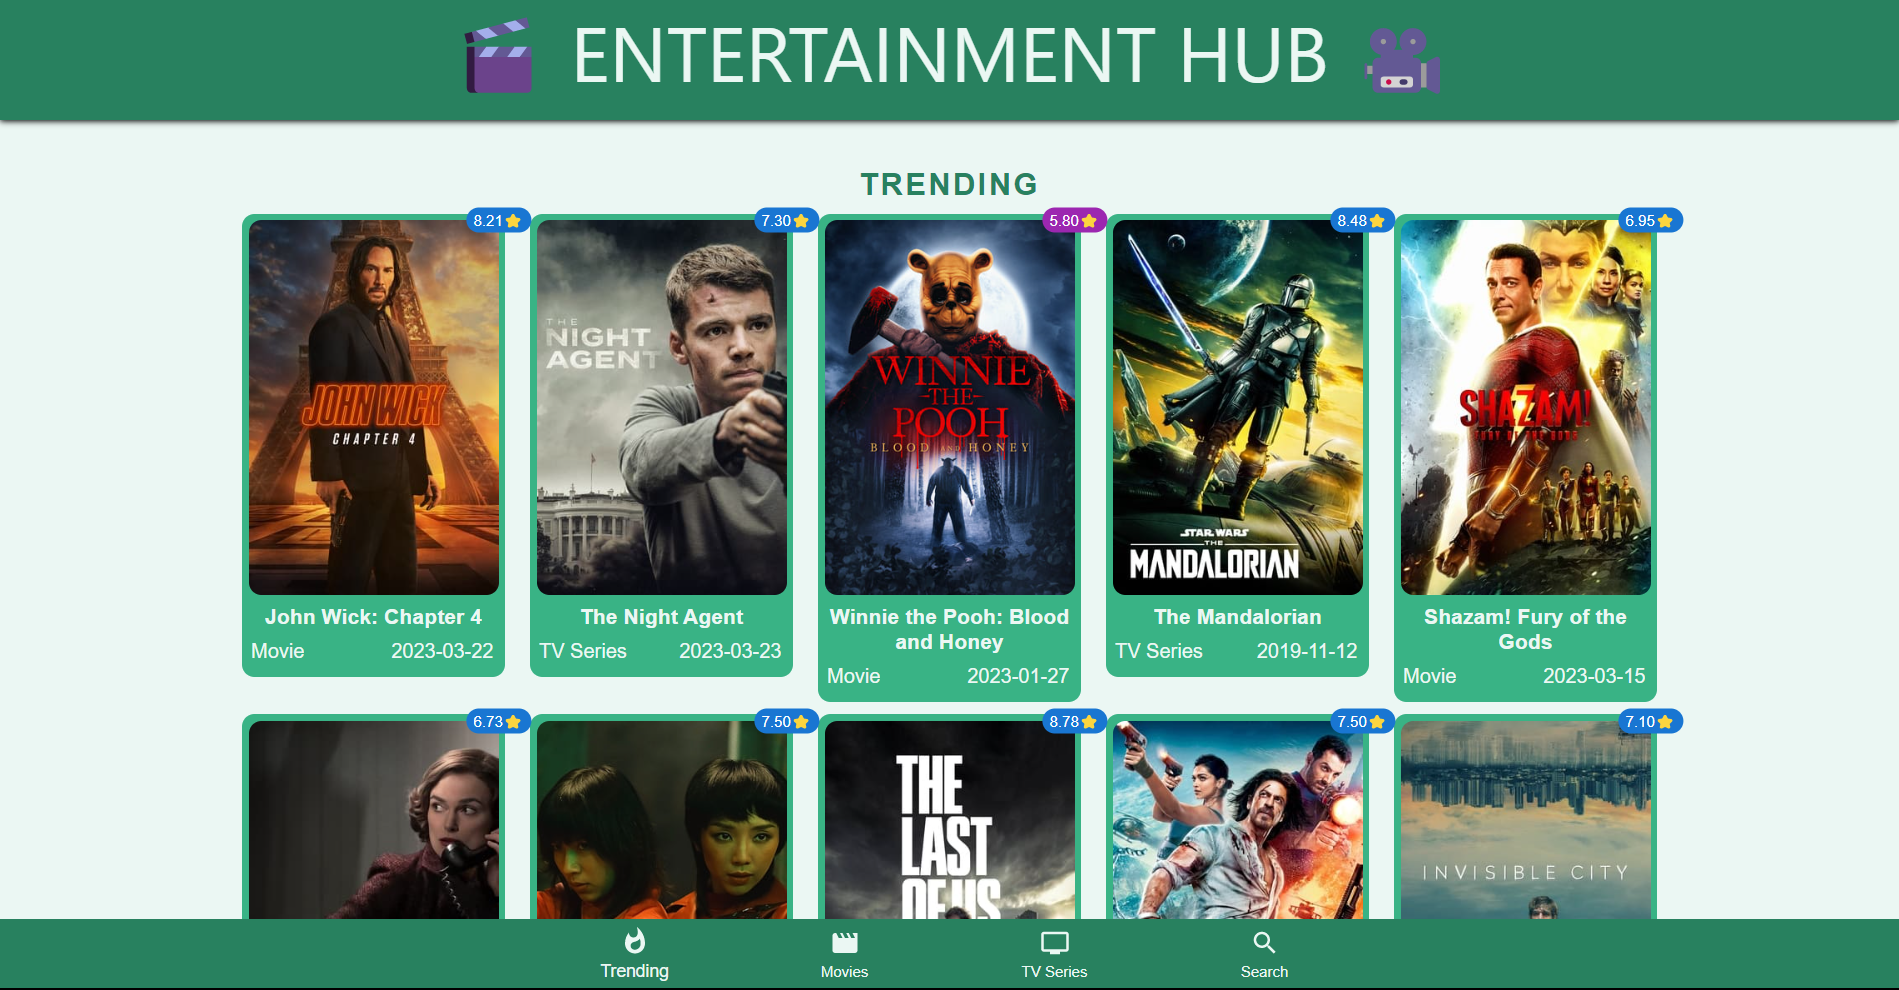 ENTERTAINMENT HUB
TRENDING
8.21
7.30
5.80
8.48
6.95
JOHN WICK
CHAPTER 4
THE
NIGHT
AGENT
WINNIE
-THE-
POOH
BLOOD AND HONEY
STAR WARS
THE
MANDALORIAN
SHAZAM!
FURY OF THE GODS
John Wick: Chapter 4
Movie 2023-03-22
The Night Agent
TV Series 2023-03-23
Winnie the Pooh: Blood
and Honey
Movie 2023-01-27
The Mandalorian
TV Series 2019-11-12
Shazam! Fury of the
Gods
Movie 2023-03-15
6.73
7.50
8.78
7.50
7.10
THE
LAST
OF US
INVISIBLE CITY
Trending
Movies
TV Series
Search